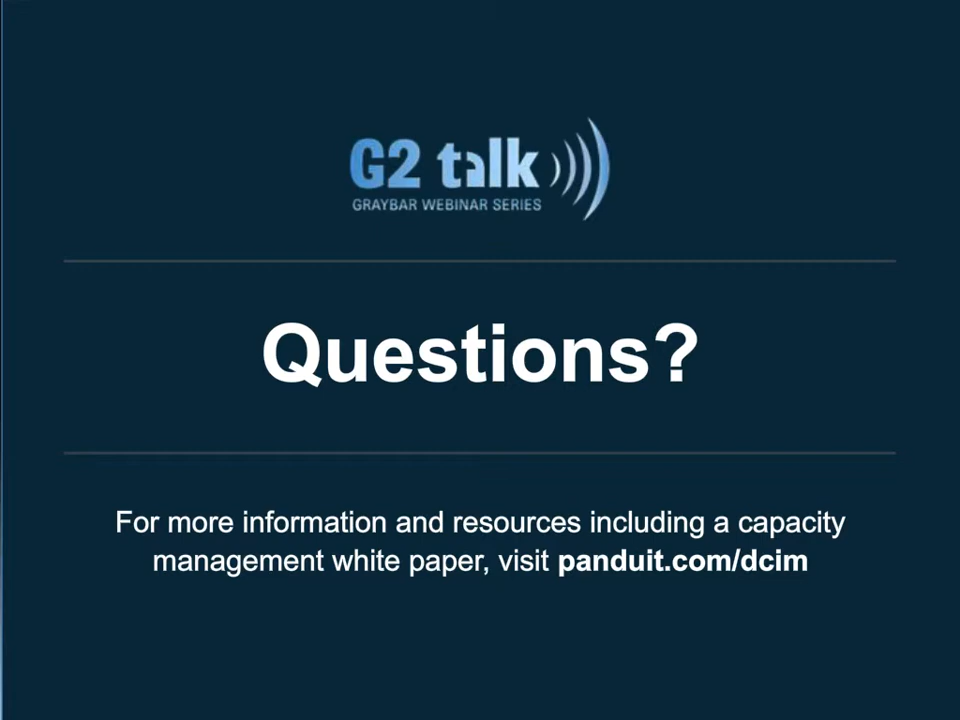 G2 talk
GRAYBAR WEBINAR SERIES
Questions?
For more information and resources including a capacity
management white paper, visit panduit.com/dcim